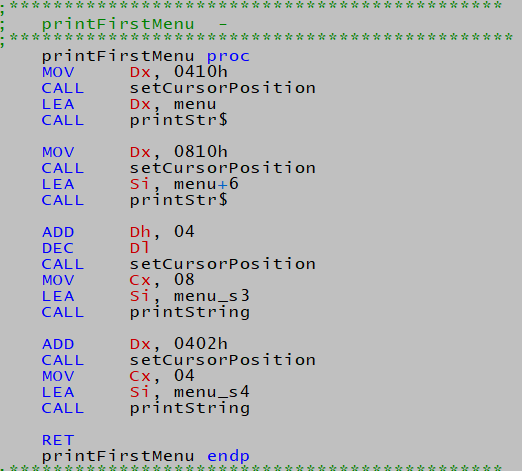 ;**********************************************
;   printFirstMenu  -
;***********************************************
    printFirstMenu proc
    MOV     Dx, 0410h
    CALL    setCursorPosition
    LEA     Dx, menu
    CALL    printStr$
    MOV     Dx, 0810h
    CALL    setCursorPosition
    LEA     Si, menu+6
    CALL    printStr$
    ADD     Dh, 04
    DEC     Dl
    CALL    setCursorPosition
    MOV     Cx, 08
    LEA     Si, menu_s3
    CALL    printString
    ADD     Dx, 0402h
    CALL    setCursorPosition
    MOV     Cx, 04
    LEA     Si, menu_s4
    CALL    printString
    RET
    printFirstMenu endp
;**********************************************